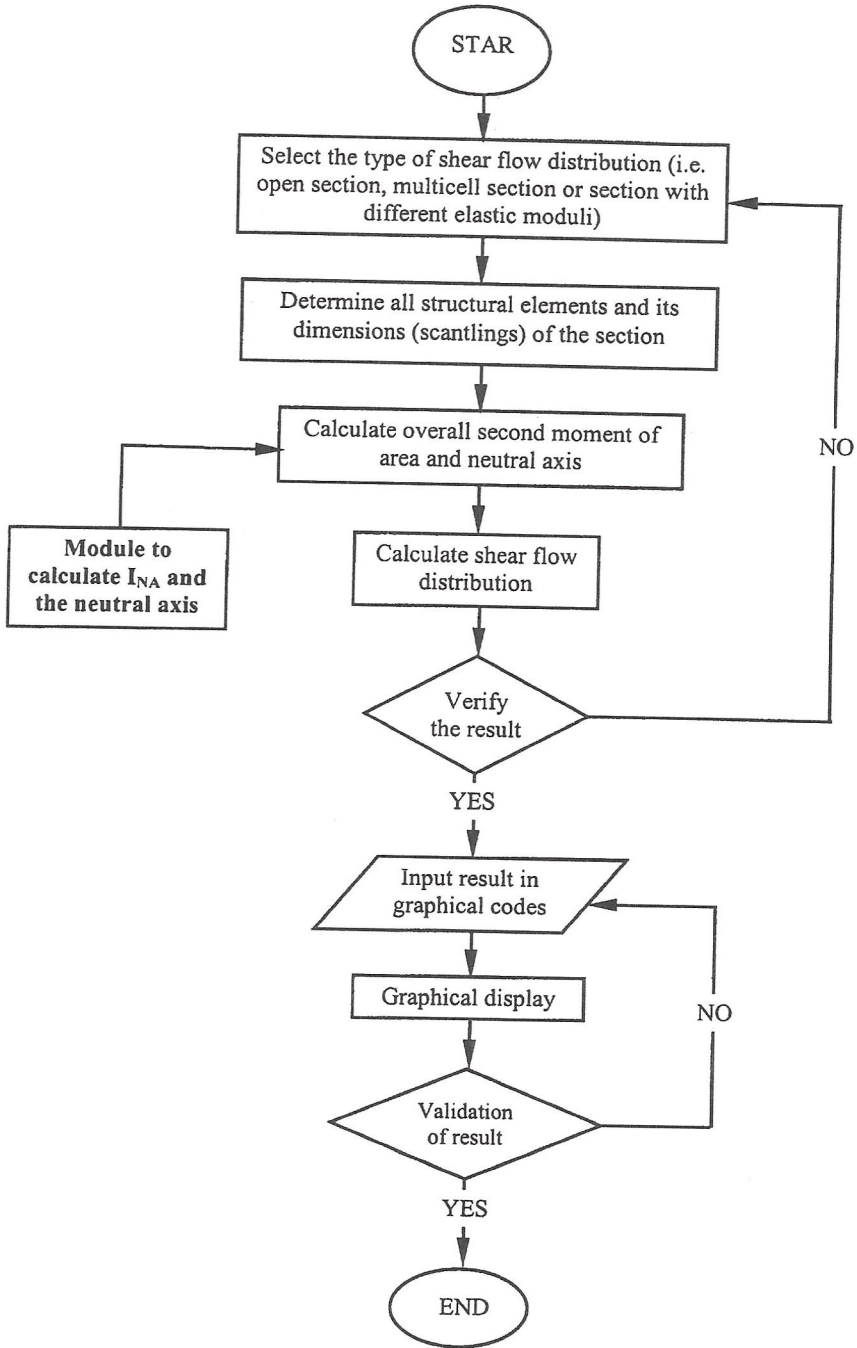 STAR
Select the type of shear flow distribution (i.e.
open section, multicell section or section with
different elastic moduli)
Determine all structural elements and its
dimensions (scantlings) of the section
Calculate overall second moment of
area and neutral axis
NO
Module to
calculate I_NA and
the neutral axis
Calculate shear flow
distribution
Verify
the result
YES
Input result in
graphical codes
Graphical display
NO
Validation
of result
YES
END